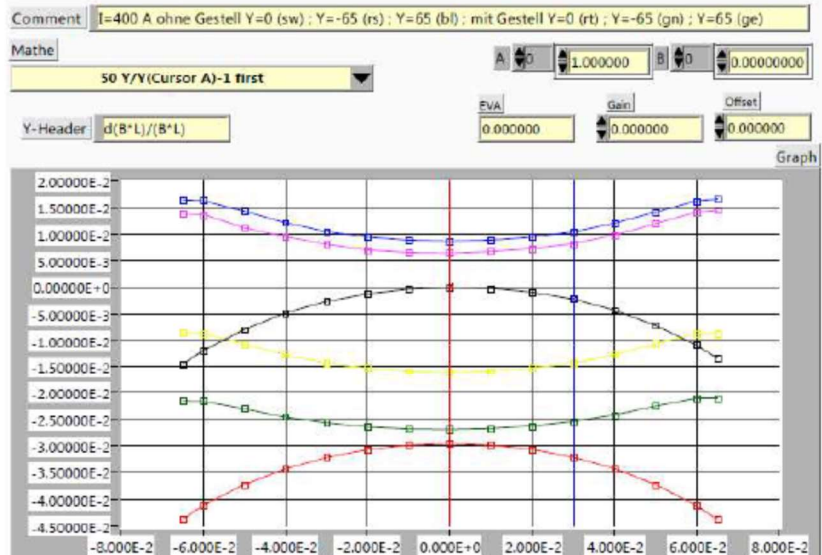 Comment I=400 A ohne Gestell Y=0 (sw) ; Y=-65 (rs) ; Y=65 (bl) ; mit Gestell Y=0 (rt) ; Y=-65 (gn) ; Y=65 (ge)
Mathe
A 0 1.000000 B 0 0.00000000
50 Y/Y(Cursor A)-1 first
EVA Gain Offset
Y-Header d(B*L)/(B*L) 0.000000 0.000000 0.000000
Graph
2.00000E-2
1.50000E-2
1.00000E-2
5.00000E-3
0.00000E+0
-5.00000E-3
-1.00000E-2
-1.50000E-2
-2.00000E-2
-2.50000E-2
-3.00000E-2
-3.50000E-2
-4.00000E-2
-4.50000E-2
-8.000E-2 -6.000E-2 -4.000E-2 -2.000E-2 0.000E+0 2.000E-2 4.000E-2 6.000E-2 8.000E-2